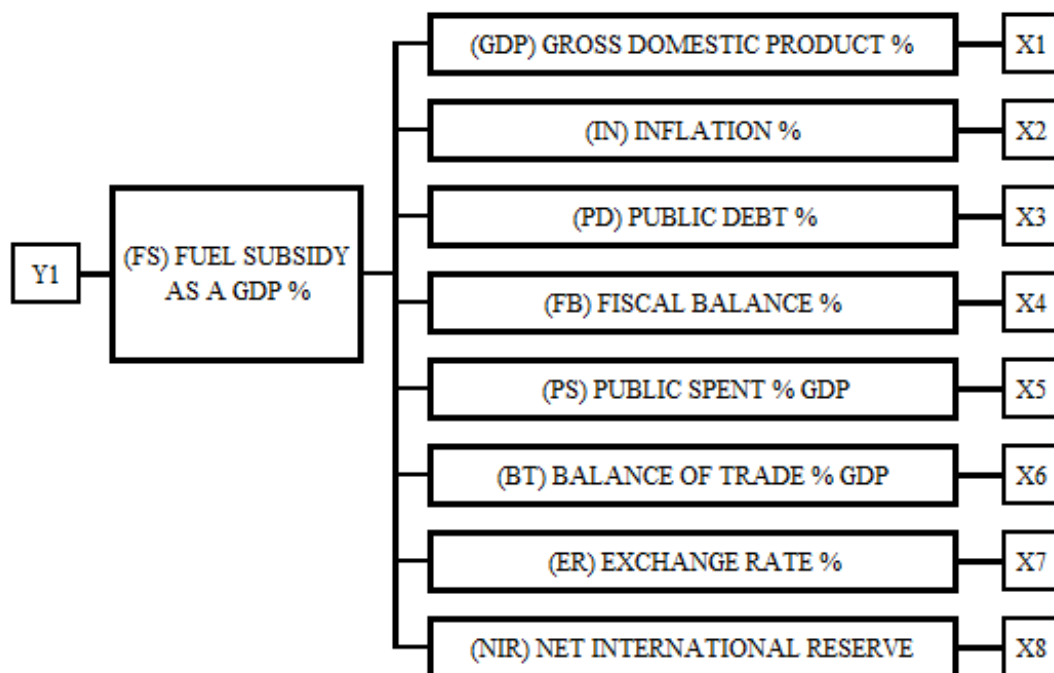 (GDP) GROSS DOMESTIC PRODUCT %
X1
(IN) INFLATION %
X2
(PD) PUBLIC DEBT %
X3
Y1
(FS) FUEL SUBSIDY
AS A GDP %
(FB) FISCAL BALANCE %
X4
(PS) PUBLIC SPENT % GDP
X5
(BT) BALANCE OF TRADE % GDP
X6
(ER) EXCHANGE RATE %
X7
(NIR) NET INTERNATIONAL RESERVE
X8